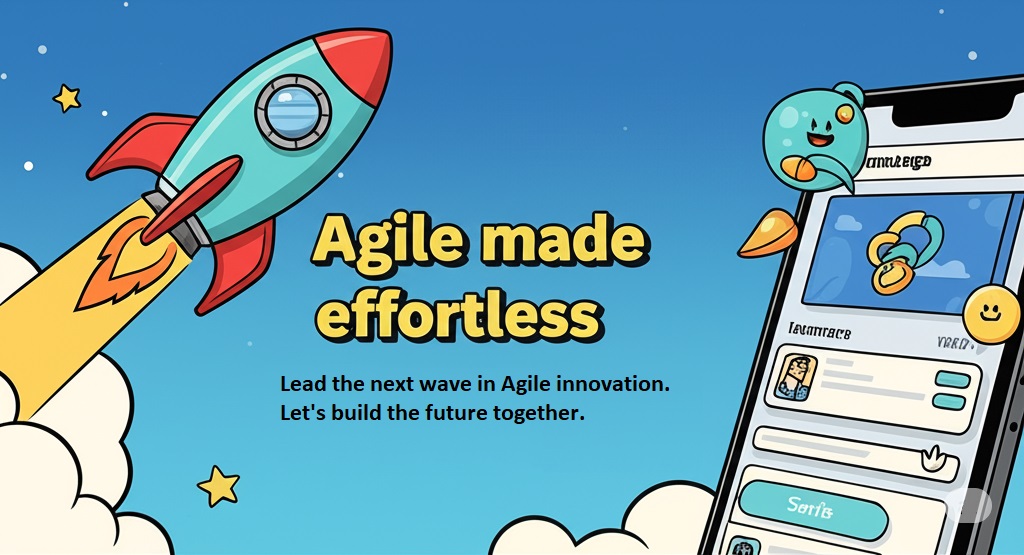 Agile made
effortless
Lead the next wave in Agile innovation.
Let's build the future together.